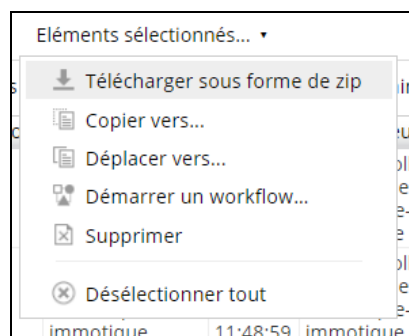 Eléments sélectionnés...
Télécharger sous forme de zip
Copier vers...
Déplacer vers...
Démarrer un workflow...
Supprimer
Désélectionner tout
immotique 11:48:59 immotique